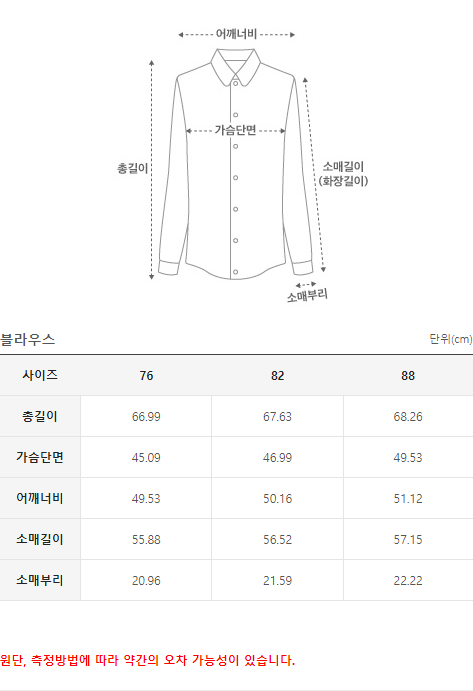 어깨너비
가슴단면
총길이
소매길이
(화장길이)
소매부리
블라우스 단위(cm)
사이즈 76 82 88
총길이 66.99 67.63 68.26
가슴단면 45.09 46.99 49.53
어깨너비 49.53 50.16 51.12
소매길이 55.88 56.52 57.15
소매부리 20.96 21.59 22.22
원단, 측정방법에 따라 약간의 오차 가능성이 있습니다.